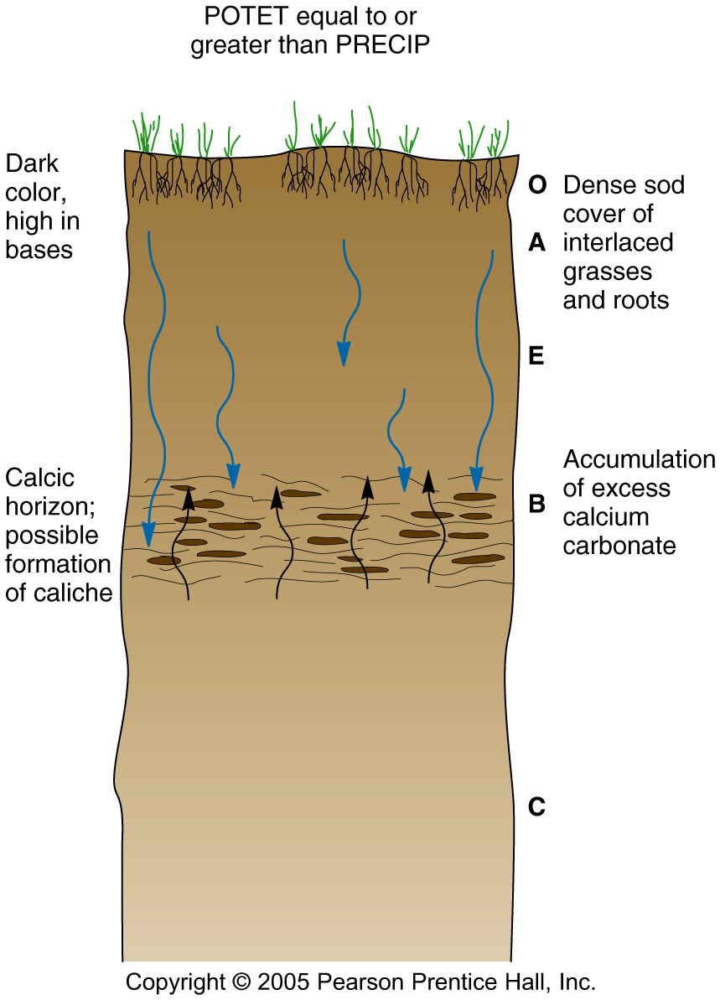 POTET equal to or
greater than PRECIP
Dark
color,
high in
bases
O
Dense sod
cover of
A
interlaced
grasses
and roots
E
Calcic
horizon;
possible
formation
of caliche
B
Accumulation
of excess
calcium
carbonate
C
Copyright © 2005 Pearson Prentice Hall, Inc.